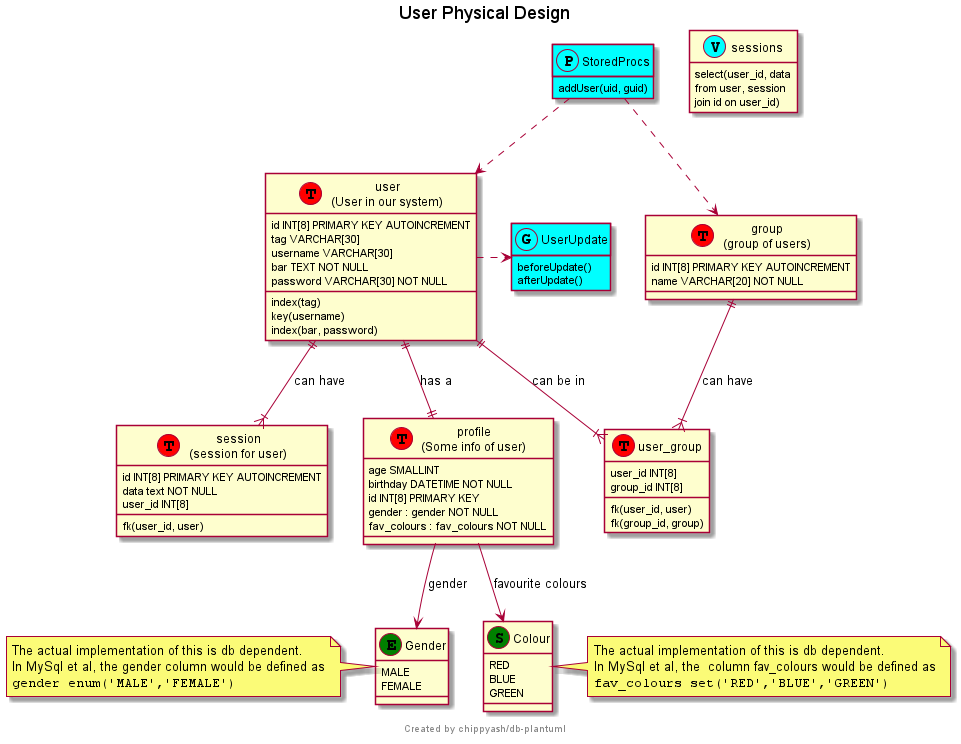 User Physical Design
P StoredProcs
addUser(uid, guid)
V sessions
select(user_id, data
from user, session
join id on user_id)
T user
(User in our system)
id INT[8] PRIMARY KEY AUTOINCREMENT
tag VARCHAR[30]
username VARCHAR[30]
bar TEXT NOT NULL
password VARCHAR[30] NOT NULL
index(tag)
key(username)
index(bar, password)
G UserUpdate
beforeUpdate()
afterUpdate()
T group
(group of users)
id INT[8] PRIMARY KEY AUTOINCREMENT
name VARCHAR[20] NOT NULL
can have
has a
can be in
can have
T session
(session for user)
id INT[8] PRIMARY KEY AUTOINCREMENT
data text NOT NULL
user_id INT[8]
fk(user_id, user)
T profile
(Some info of user)
age SMALLINT
birthday DATETIME NOT NULL
id INT[8] PRIMARY KEY
gender : gender NOT NULL
fav_colours : fav_colours NOT NULL
T user_group
user_id INT[8]
group_id INT[8]
fk(user_id, user)
fk(group_id, group)
gender
favourite colours
The actual implementation of this is db dependent.
In MySql et al, the gender column would be defined as
gender enum('MALE','FEMALE')
E Gender
MALE
FEMALE
S Colour
RED
BLUE
GREEN
The actual implementation of this is db dependent.
In MySql et al, the  column fav_colours would be defined as
fav_colours set('RED','BLUE','GREEN')
Created by chippyash/db-plantuml